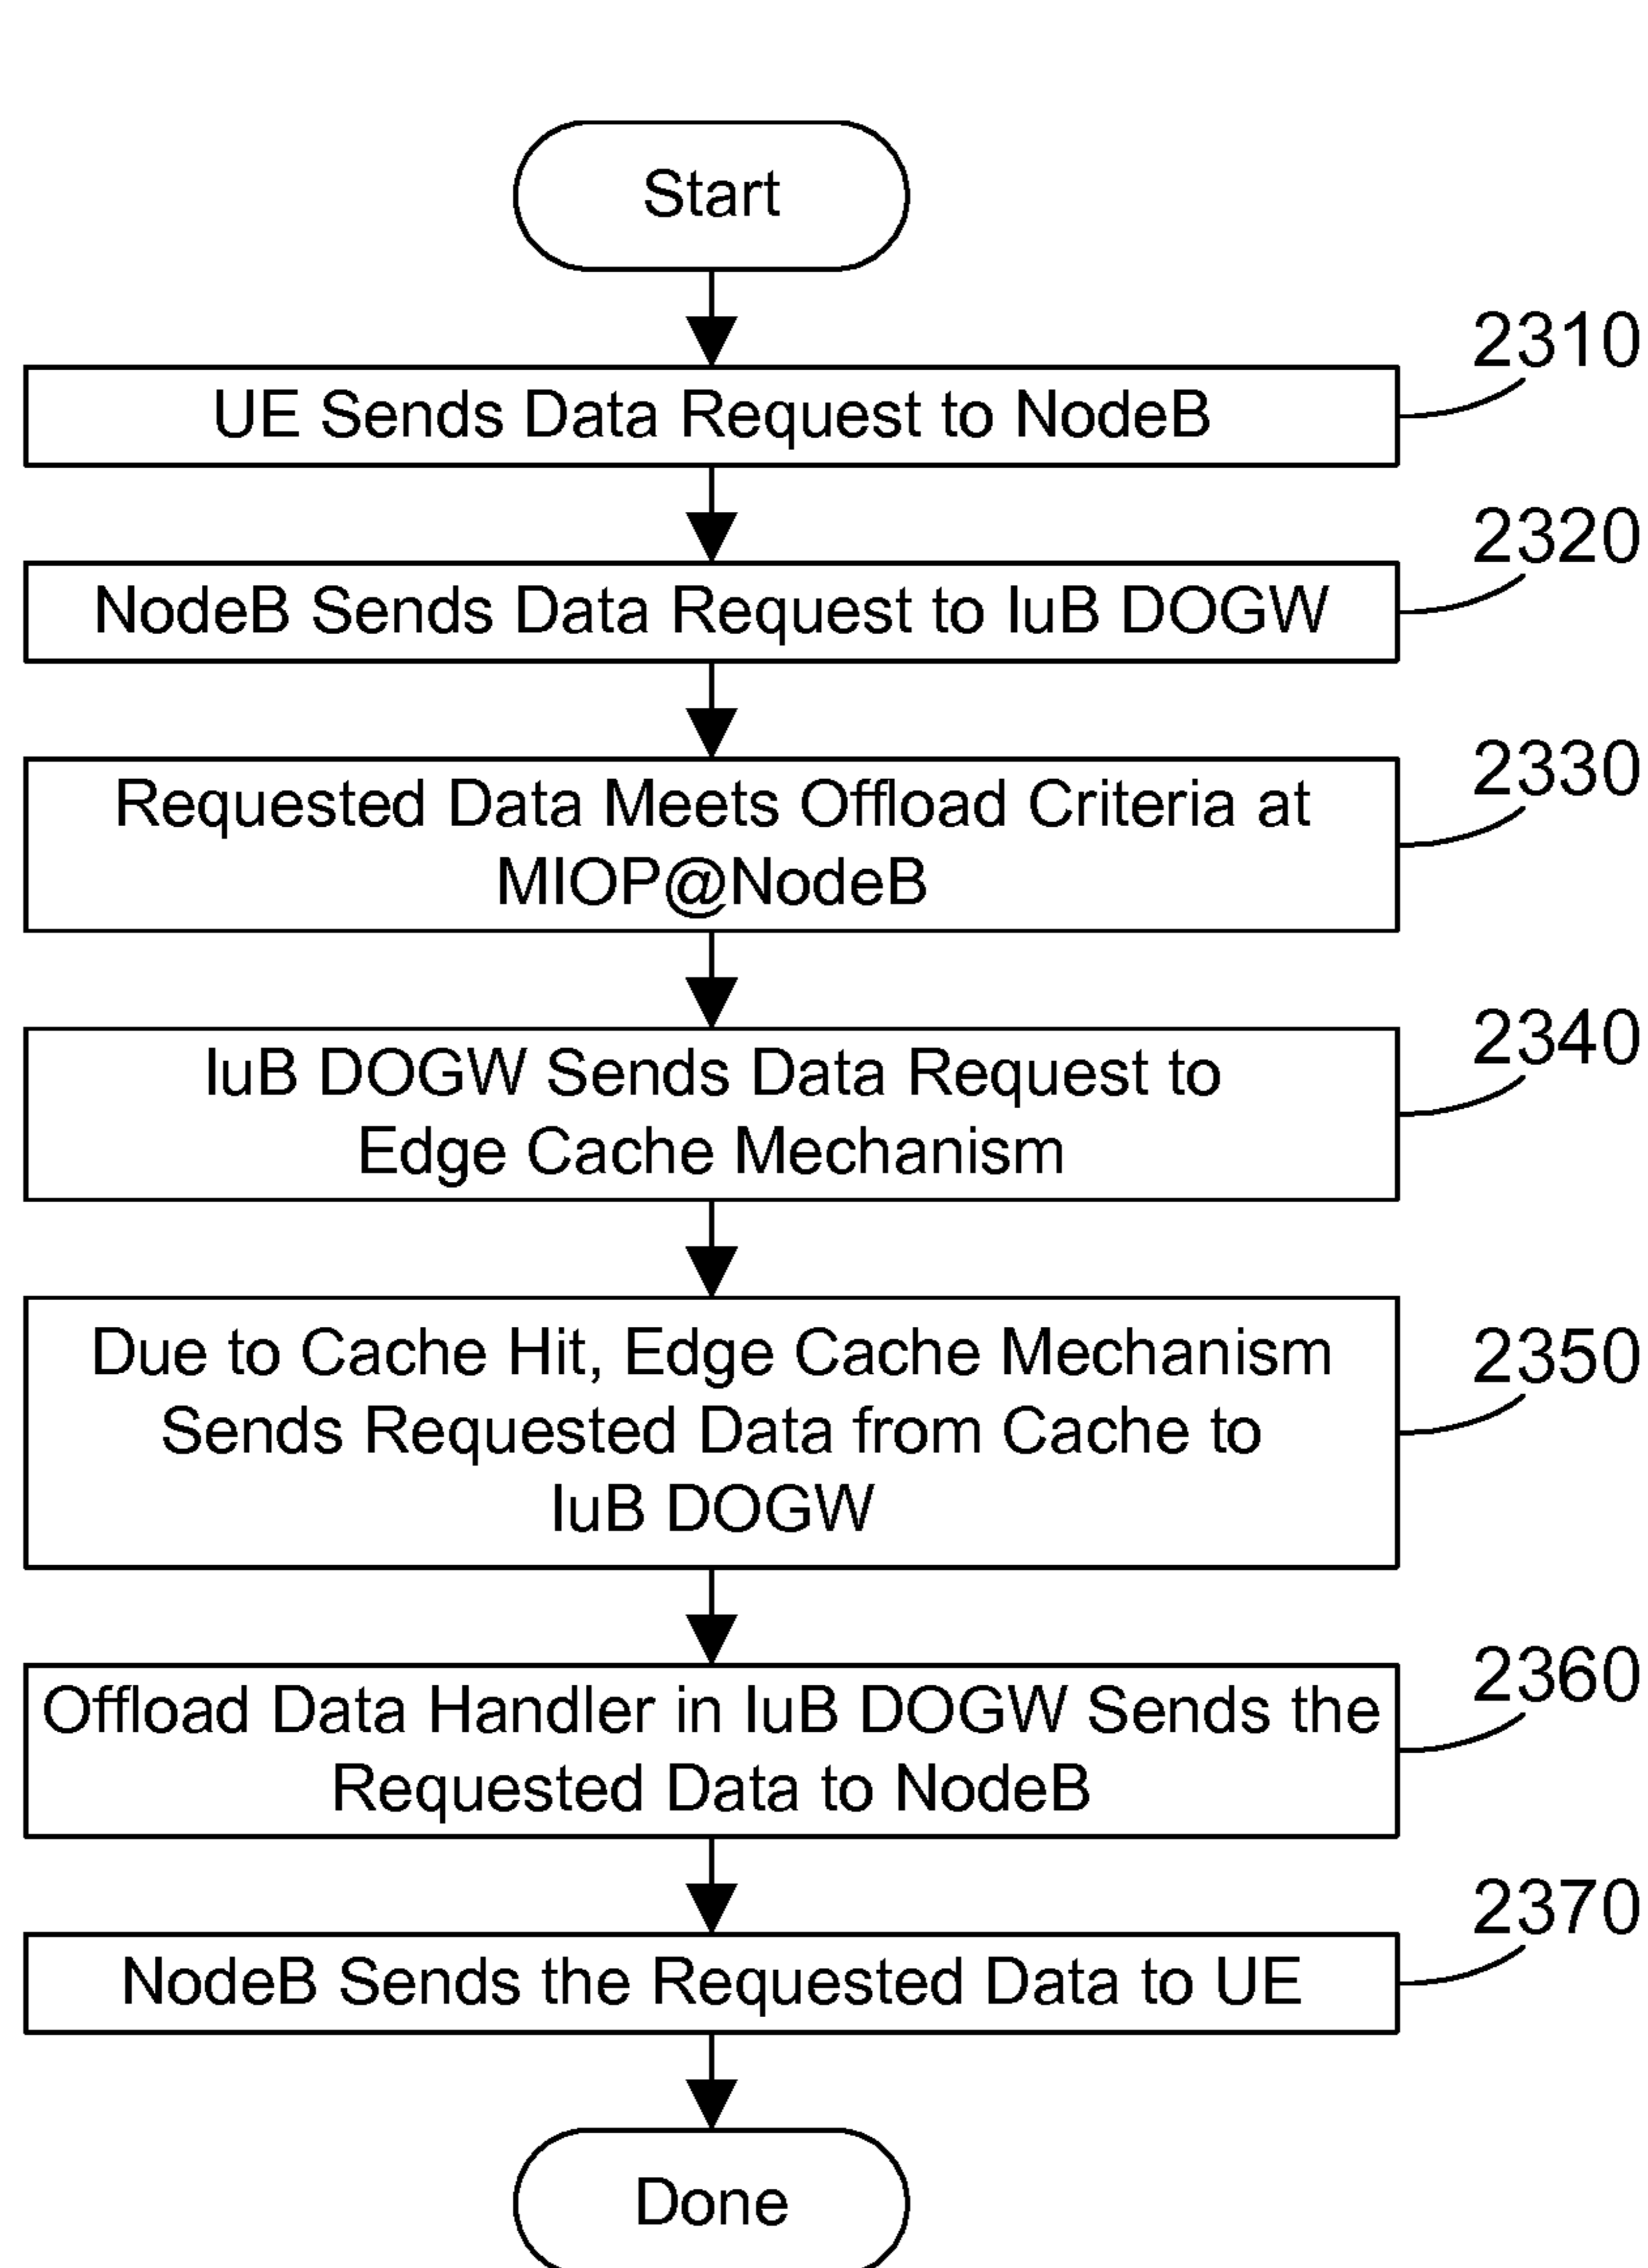 Start
2310
UE Sends Data Request to NodeB
2320
NodeB Sends Data Request to IuB DOGW
2330
Requested Data Meets Offload Criteria at
MIOP@NodeB
2340
IuB DOGW Sends Data Request to
Edge Cache Mechanism
2350
Due to Cache Hit, Edge Cache Mechanism
Sends Requested Data from Cache to
IuB DOGW
2360
Offload Data Handler in IuB DOGW Sends the
Requested Data to NodeB
2370
NodeB Sends the Requested Data to UE
Done